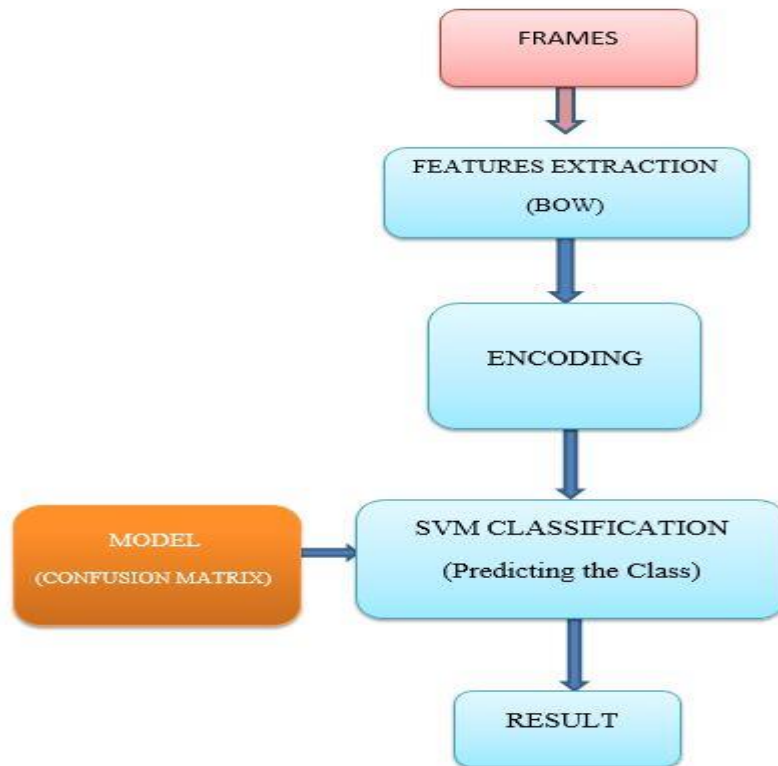 FRAMES
FEATURES EXTRACTION
(BOW)
ENCODING
MODEL
(CONFUSION MATRIX)
SVM CLASSIFICATION
(Predicting the Class)
RESULT